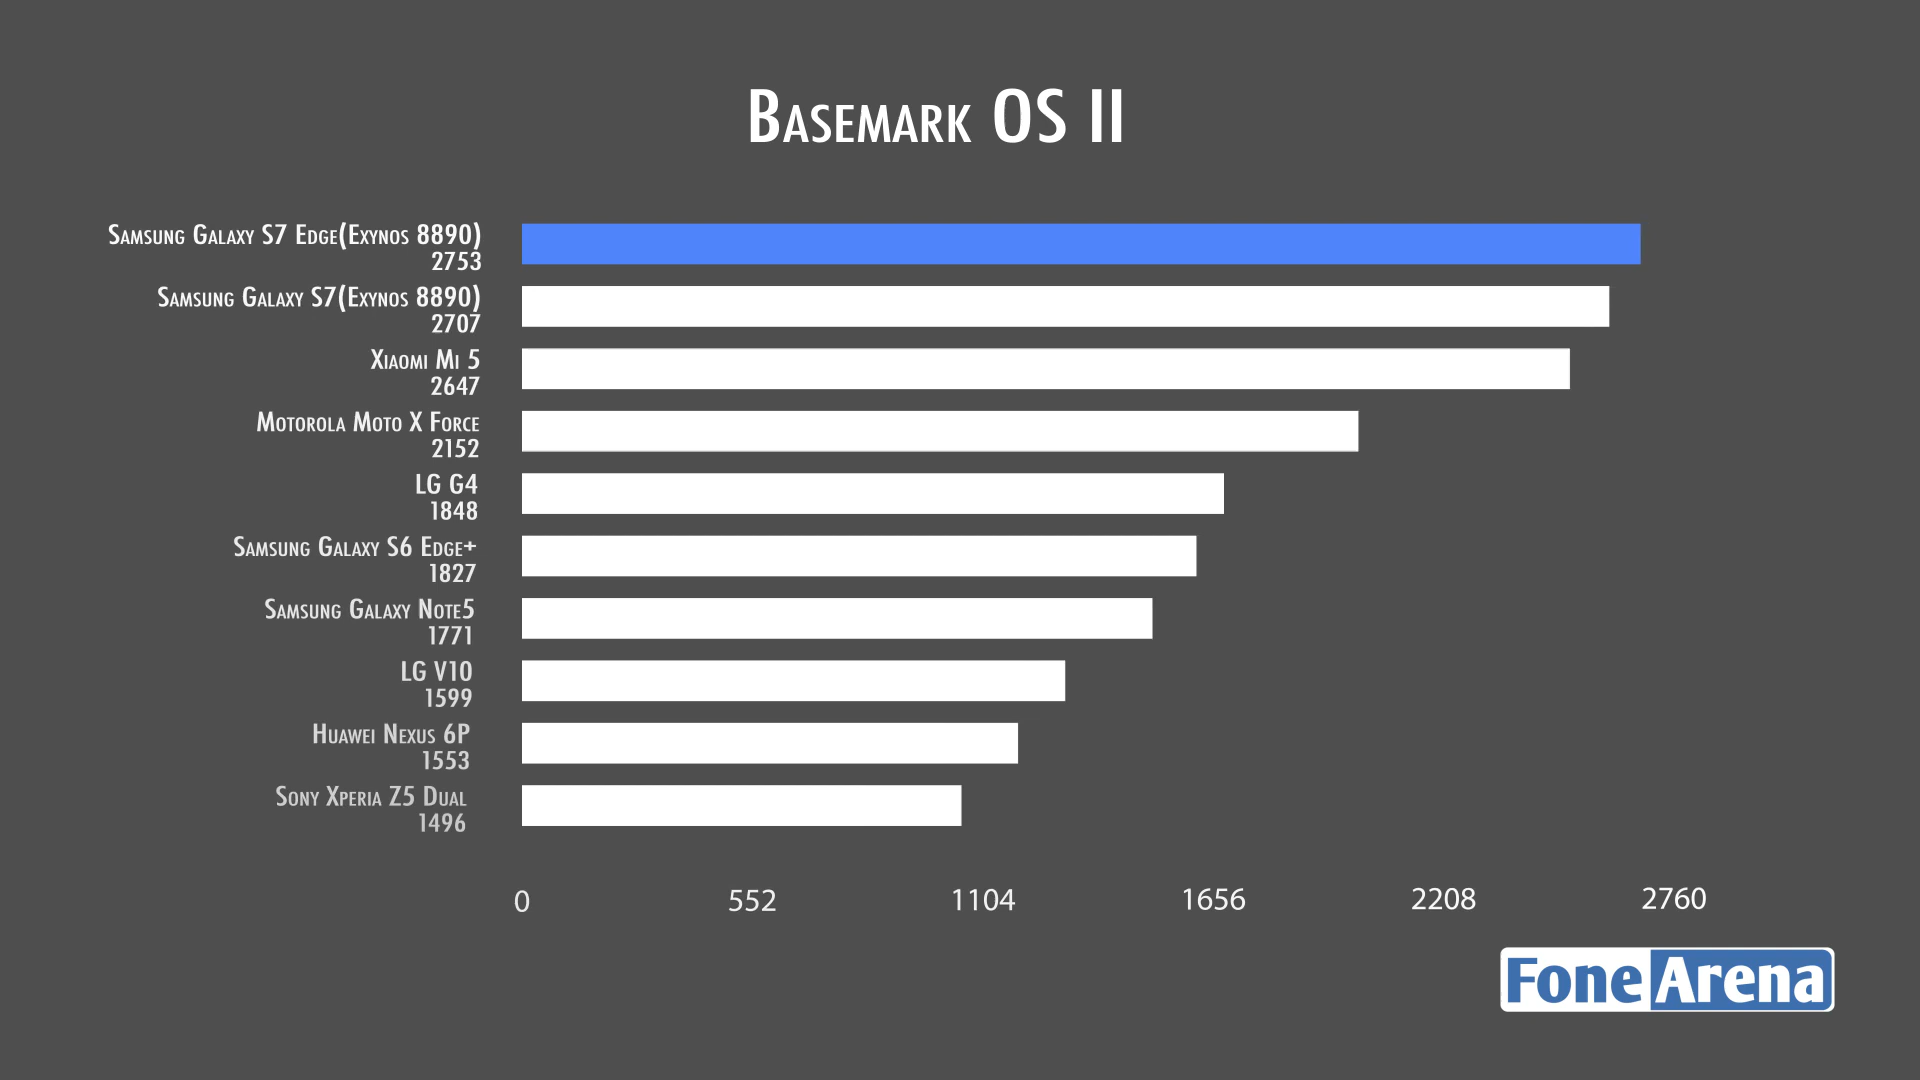 Basemark OS II
Samsung Galaxy S7 Edge(Exynos 8890)
2753
Samsung Galaxy S7(Exynos 8890)
2707
Xiaomi Mi 5
2647
Motorola Moto X Force
2152
LG G4
1848
Samsung Galaxy S6 Edge+
1827
Samsung Galaxy Note5
1771
LG V10
1599
Huawei Nexus 6P
1553
Sony Xperia Z5 Dual
1496
0 552 1104 1656 2208 2760
FoneArena